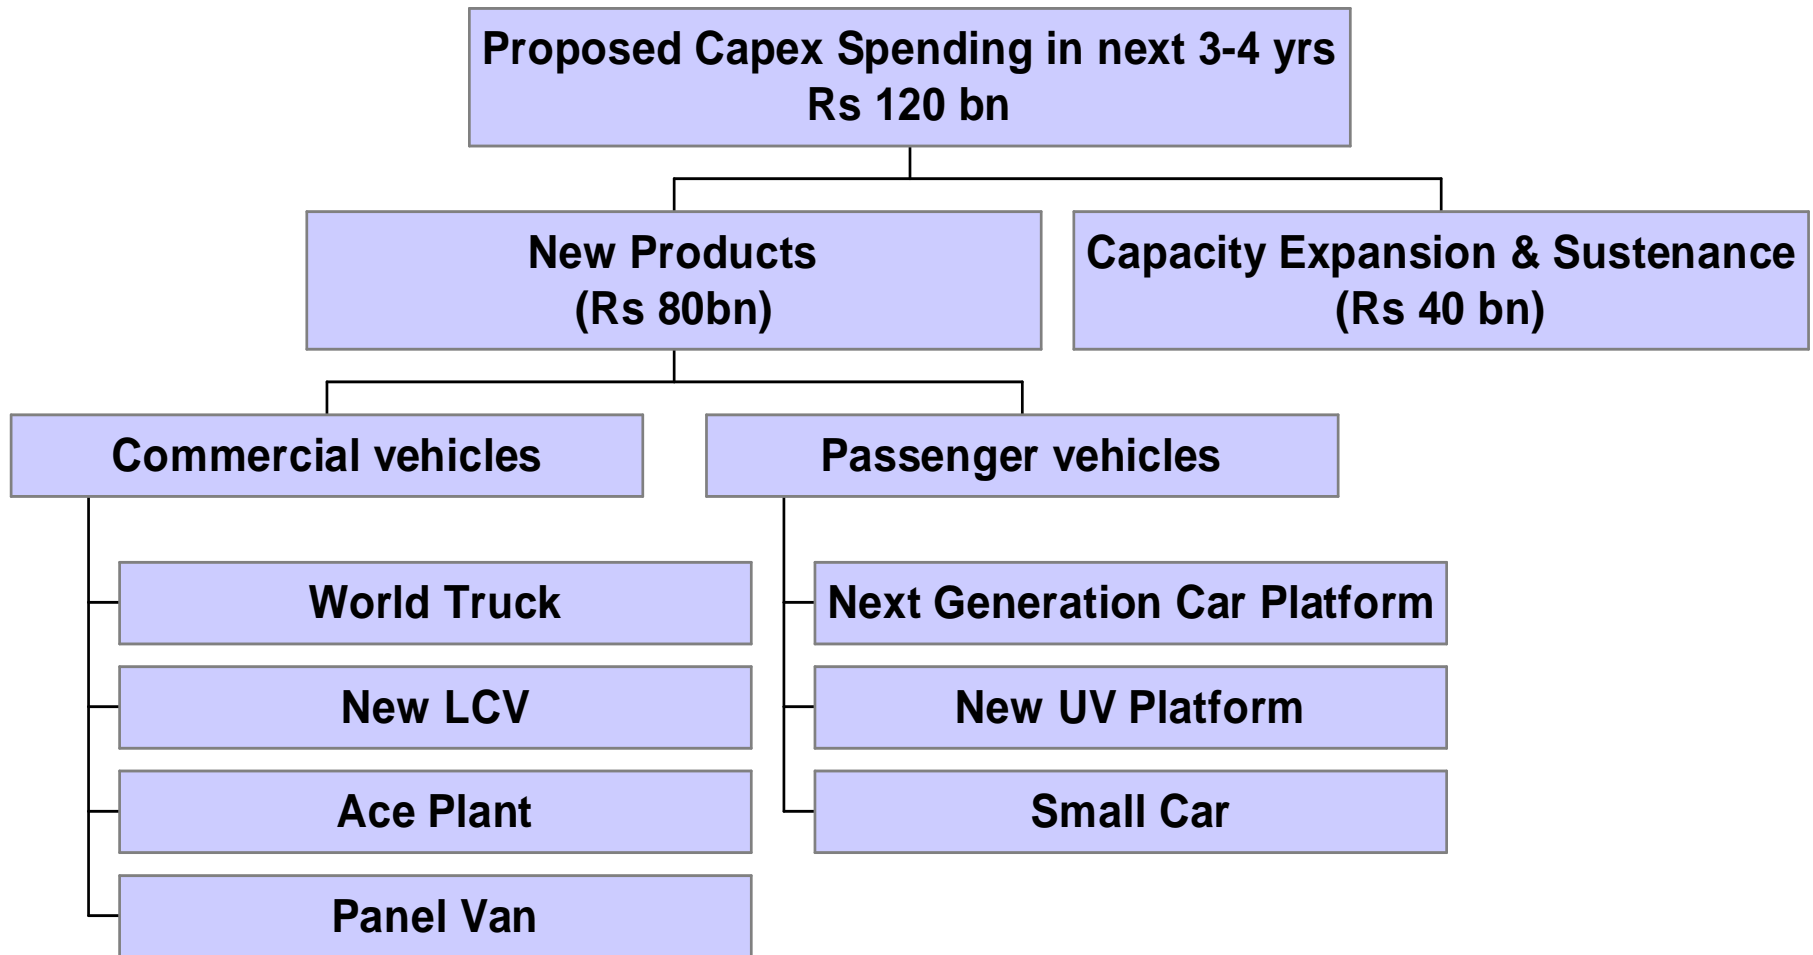 Proposed Capex Spending in next 3-4 yrs
Rs 120 bn
New Products
(Rs 80bn)
Capacity Expansion & Sustenance
(Rs 40 bn)
Commercial vehicles
Passenger vehicles
World Truck
New LCV
Ace Plant
Panel Van
Next Generation Car Platform
New UV Platform
Small Car